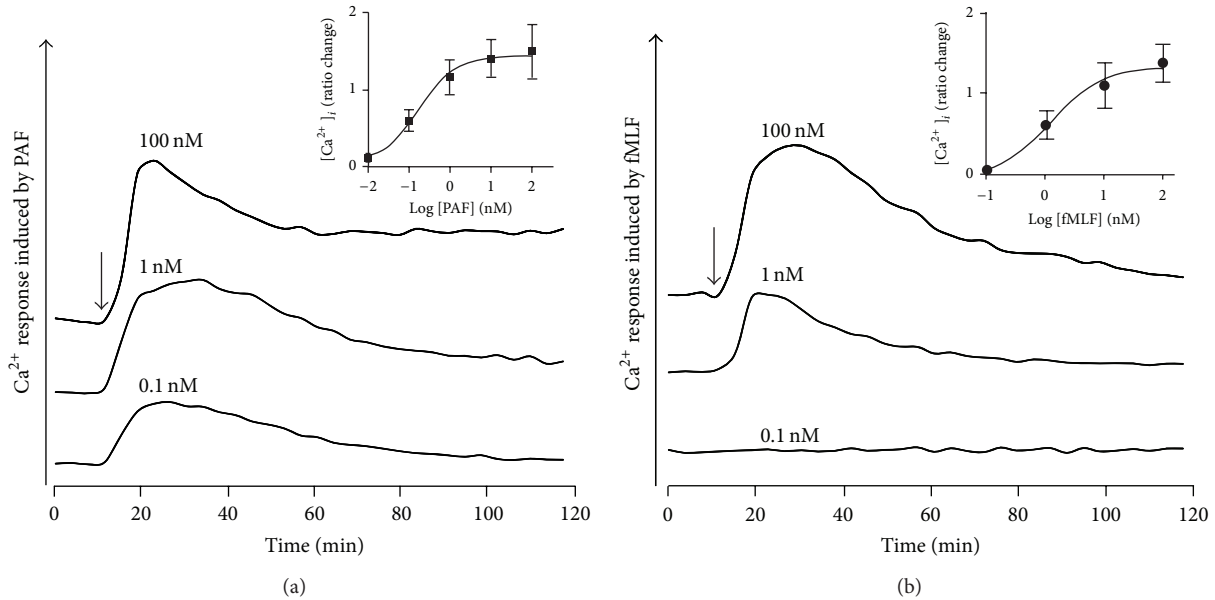 Ca²⁺ response induced by PAF
100 nM
1 nM
0.1 nM
0
20
40
60
80
100
120
Time (min)
[Ca²⁺]ᵢ (ratio change)
2
1
0
−2
−1
0
1
2
Log [PAF] (nM)
(a)
Ca²⁺ response induced by fMLF
100 nM
1 nM
0.1 nM
0
20
40
60
80
100
120
Time (min)
[Ca²⁺]ᵢ (ratio change)
2
1
0
−1
0
1
2
Log [fMLF] (nM)
(b)